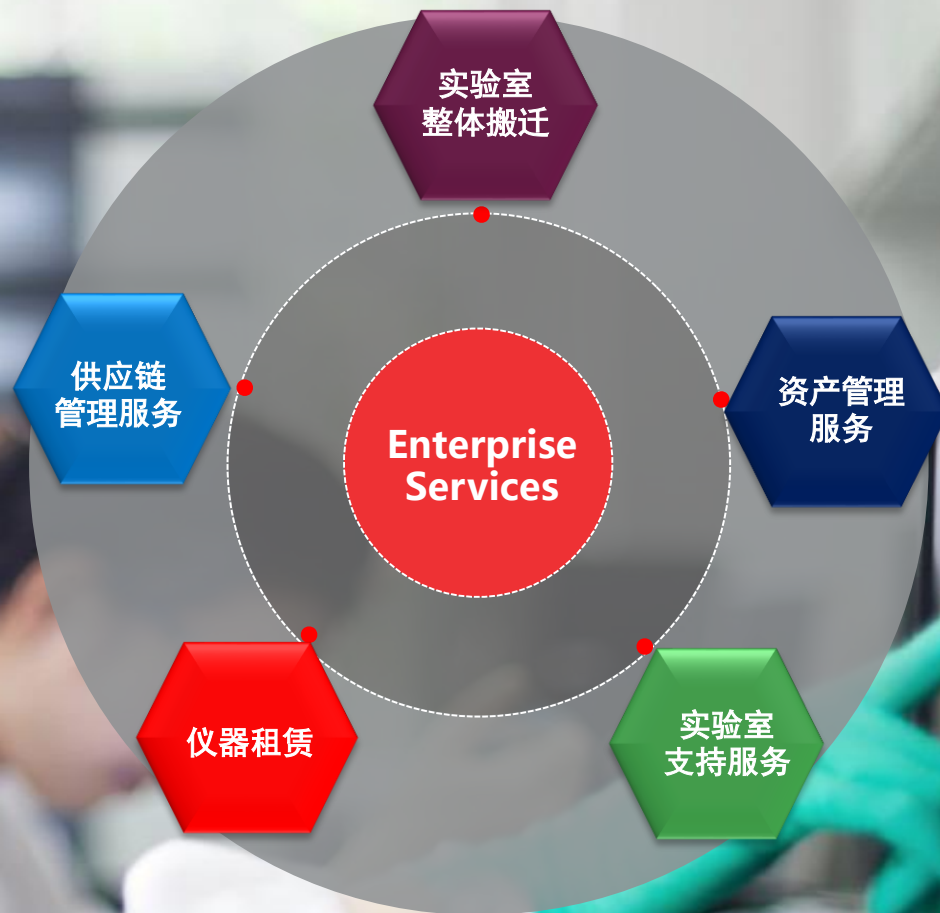 实验室
整体搬迁
供应链
管理服务
资产管理
服务
Enterprise
Services
仪器租赁
实验室
支持服务